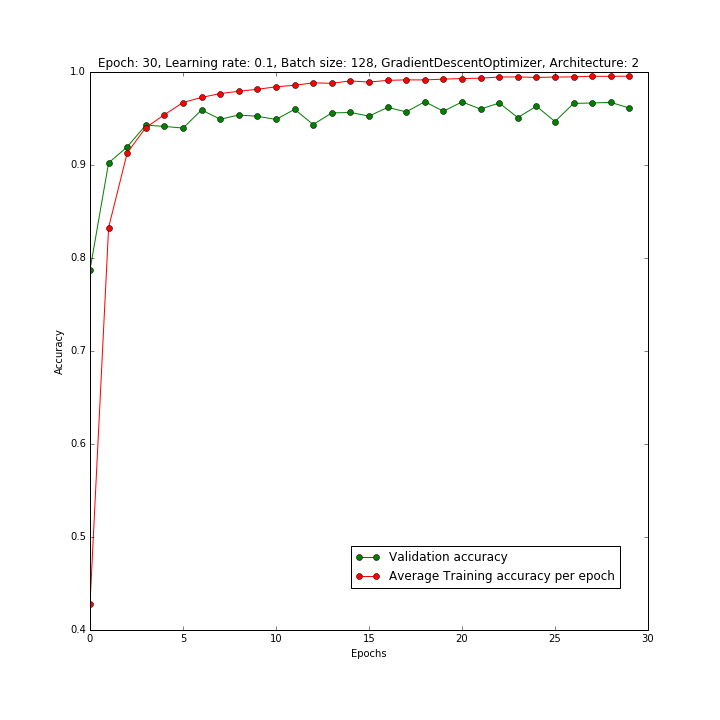 Epoch: 30, Learning rate: 0.1, Batch size: 128, GradientDescentOptimizer, Architecture: 2
1.0
0.9
0.8
0.7
0.6
0.5
0.4
Accuracy
Validation accuracy
Average Training accuracy per epoch
0 5 10 15 20 25 30
Epochs